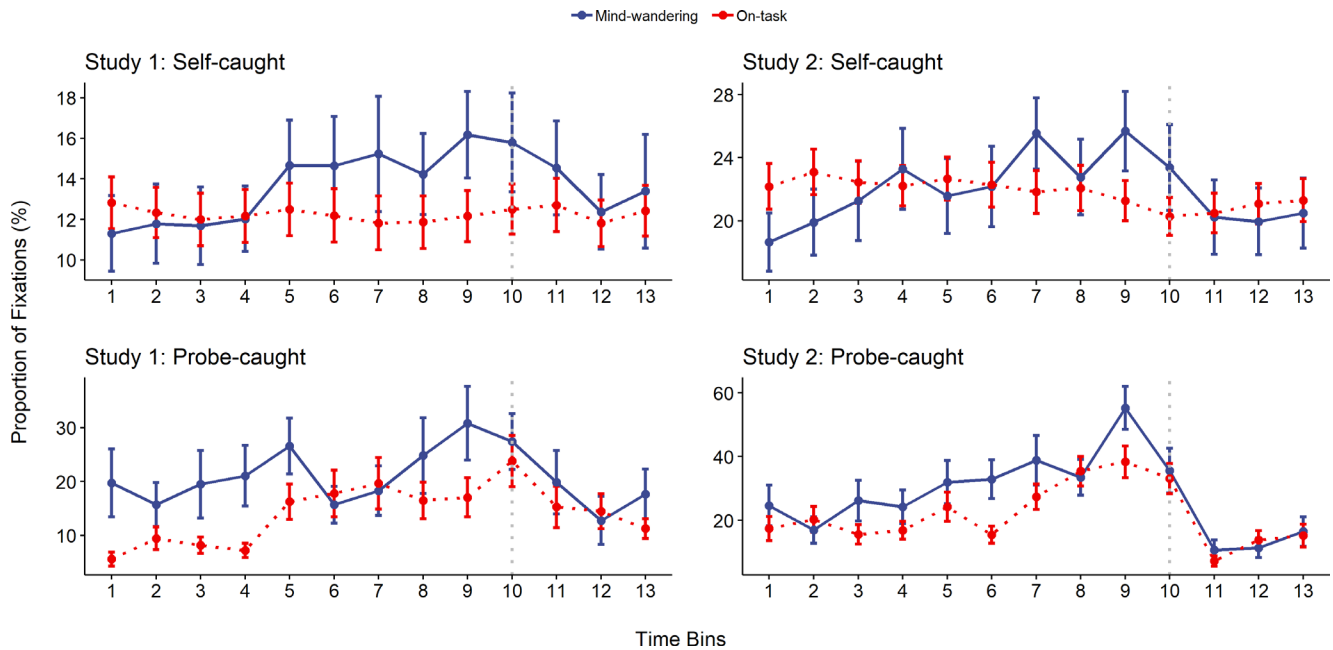 Mind-wandering On-task
Study 1: Self-caught
18
16
14
12
10
1 2 3 4 5 6 7 8 9 10 11 12 13
Study 2: Self-caught
28
24
20
1 2 3 4 5 6 7 8 9 10 11 12 13
Proportion of Fixations (%)
Study 1: Probe-caught
30
20
10
1 2 3 4 5 6 7 8 9 10 11 12 13
Study 2: Probe-caught
60
40
20
1 2 3 4 5 6 7 8 9 10 11 12 13
Time Bins